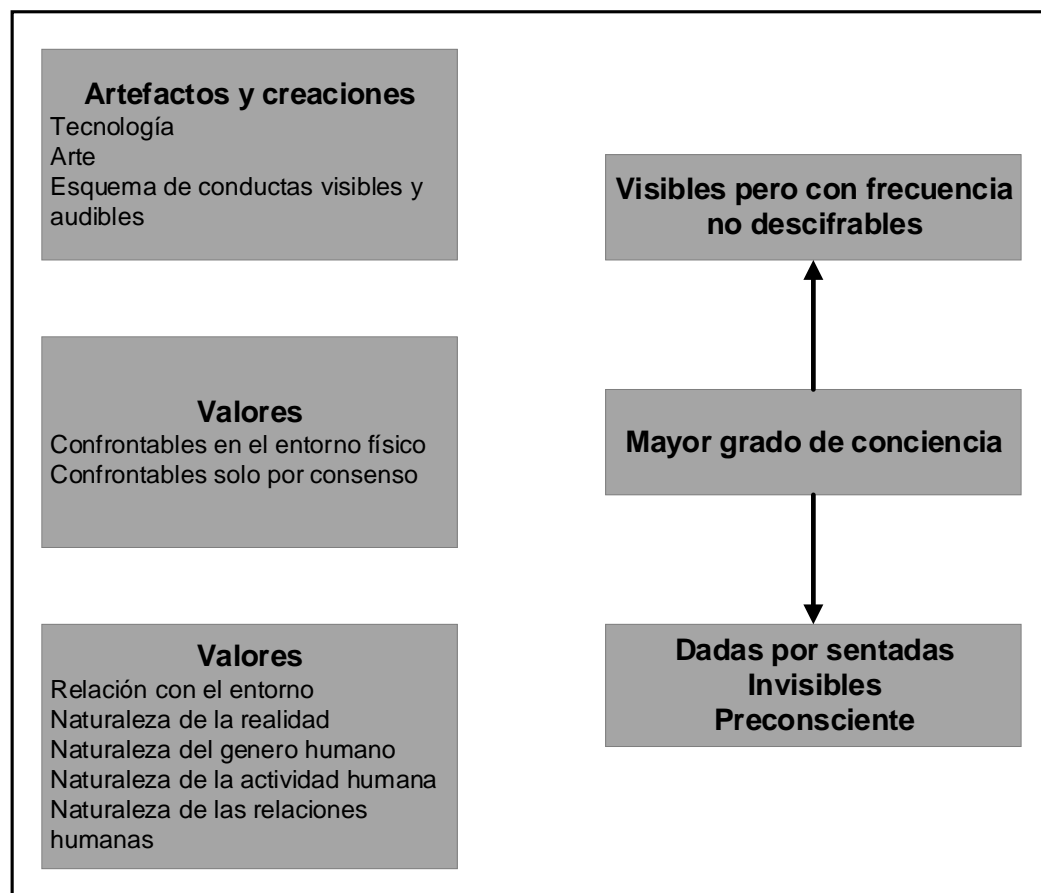 Artefactos y creaciones
Tecnología
Arte
Esquema de conductas visibles y
audibles
Visibles pero con frecuencia
no descifrables
Valores
Confrontables en el entorno físico
Confrontables solo por consenso
Mayor grado de conciencia
Valores
Relación con el entorno
Naturaleza de la realidad
Naturaleza del genero humano
Naturaleza de la actividad humana
Naturaleza de las relaciones
humanas
Dadas por sentadas
Invisibles
Preconsciente